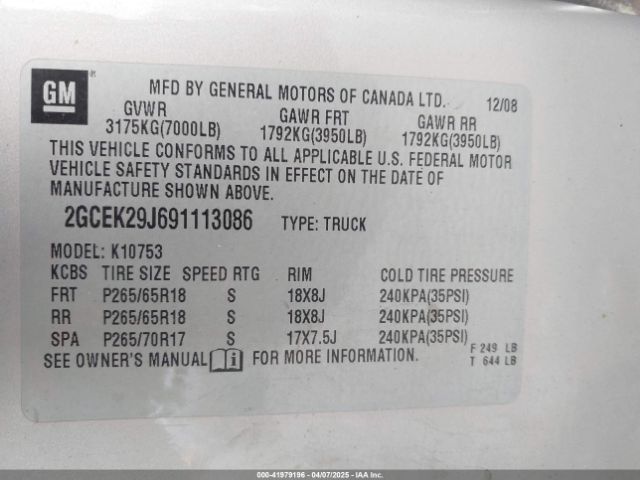 GM
MFD BY GENERAL MOTORS OF CANADA LTD. 12/08
GVWR GAWR FRT GAWR RR
3175KG(7000LB) 1792KG(3950LB) 1792KG(3950LB)
THIS VEHICLE CONFORMS TO ALL APPLICABLE U.S. FEDERAL MOTOR
VEHICLE SAFETY STANDARDS IN EFFECT ON THE DATE OF
MANUFACTURE SHOWN ABOVE.
2GCEK29J691113086 TYPE: TRUCK
MODEL: K10753
KCBS TIRE SIZE SPEED RTG RIM COLD TIRE PRESSURE
FRT P265/65R18 S 18X8J 240KPA(35PSI)
RR P265/65R18 S 18X8J 240KPA(35PSI)
SPA P265/70R17 S 17X7.5J 240KPA(35PSI)
SEE OWNER'S MANUAL i FOR MORE INFORMATION.
F 249 LB
T 644 LB
000-41979196 - 04/07/2025 - IAAI.COM